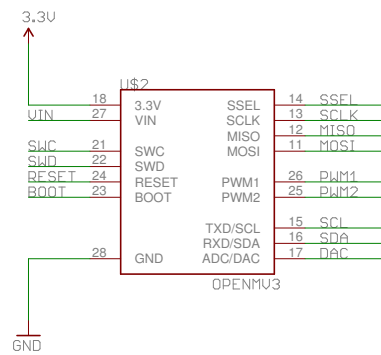 3.3V
U$2
18 3.3V SSEL 14 SSEL
VIN 27 VIN SCLK 13 SCLK
MISO 12 MISO
SWC 21 SWC MOSI 11 MOSI
SWD 22 SWD
RESET 24 RESET PWM1 26 PWM1
BOOT 23 BOOT PWM2 25 PWM2
TXD/SCL 15 SCL
RXD/SDA 16 SDA
28 GND ADC/DAC 17 DAC
OPENMV3
GND